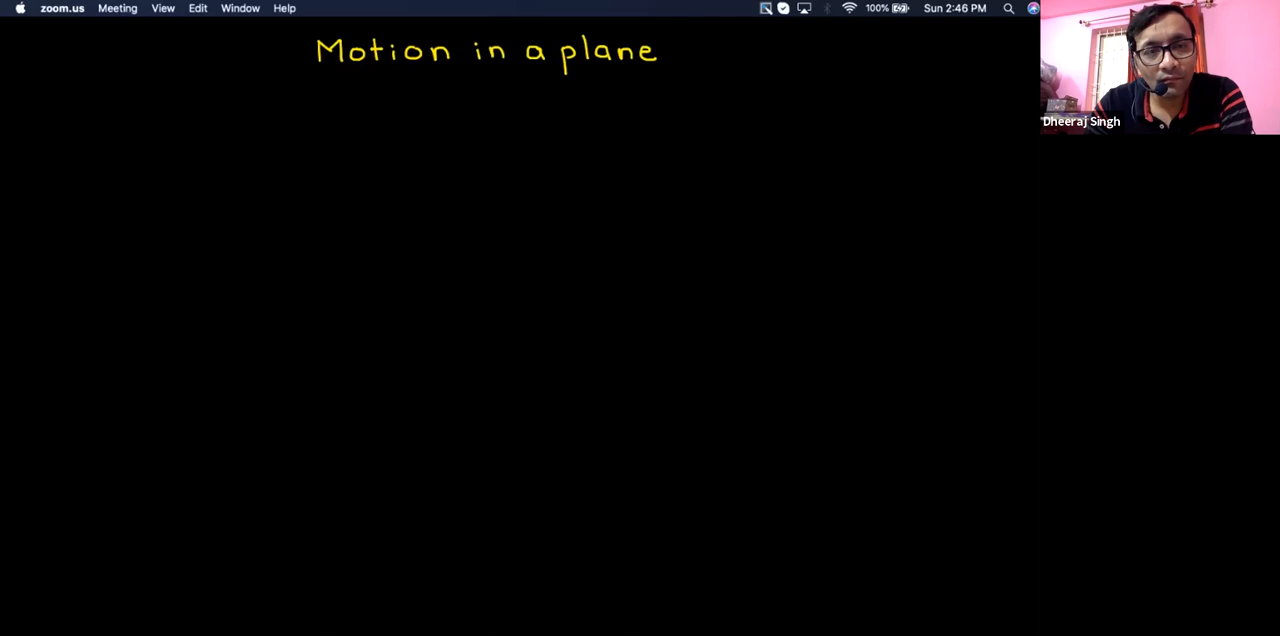 zoom.us Meeting View Edit Window Help 100% Sun 2:46 PM
Motion in a plane
Dheeraj Singh